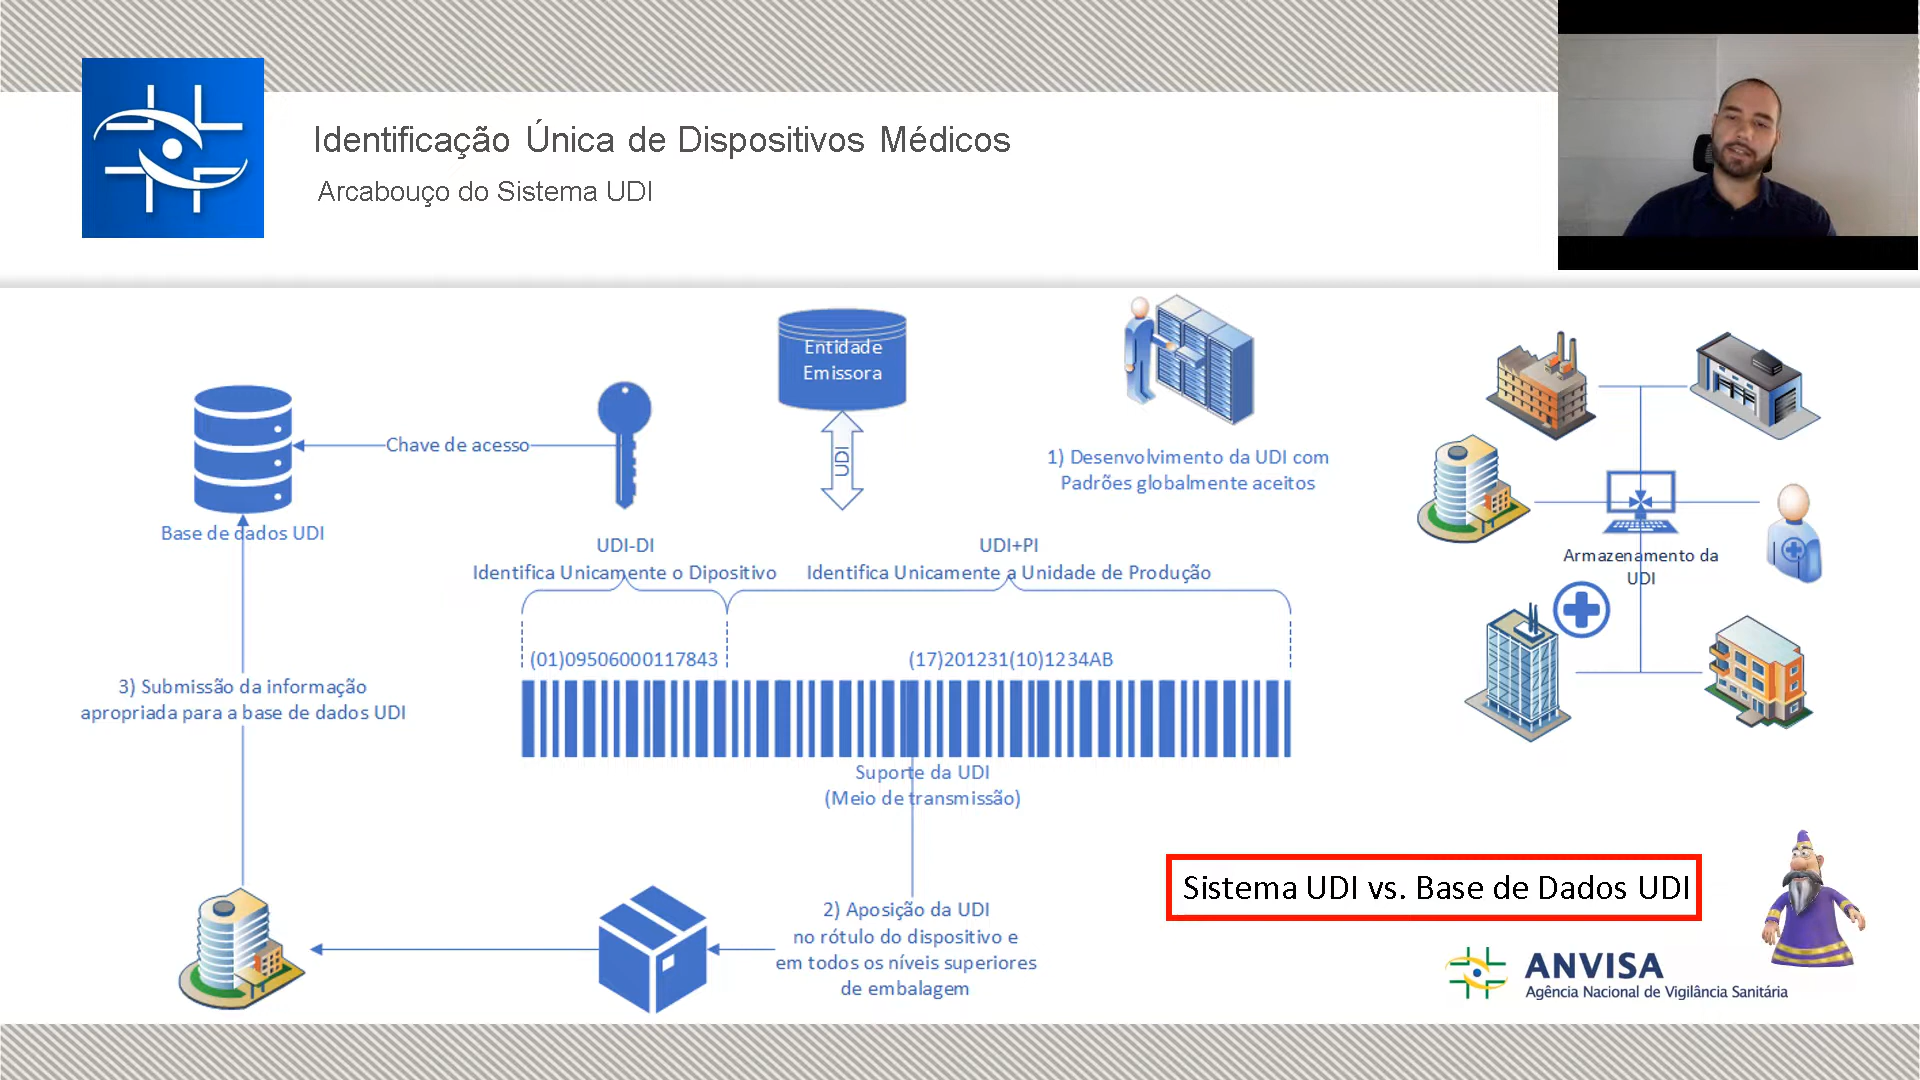 Identificação Única de Dispositivos Médicos
Arcabouço do Sistema UDI
Entidade
Emissora
UDI
Chave de acesso
Base de dados UDI
1) Desenvolvimento da UDI com
Padrões globalmente aceitos
UDI-DI
Identifica Unicamente o Dipositivo
UDI+PI
Identifica Unicamente a Unidade de Produção
Armazenamento da
UDI
(01)09506000117843
(17)201231(10)1234AB
3) Submissão da informação
apropriada para a base de dados UDI
Suporte da UDI
(Meio de transmissão)
2) Aposição da UDI
no rótulo do dispositivo e
em todos os níveis superiores
de embalagem
Sistema UDI vs. Base de Dados UDI
ANVISA
Agência Nacional de Vigilância Sanitária